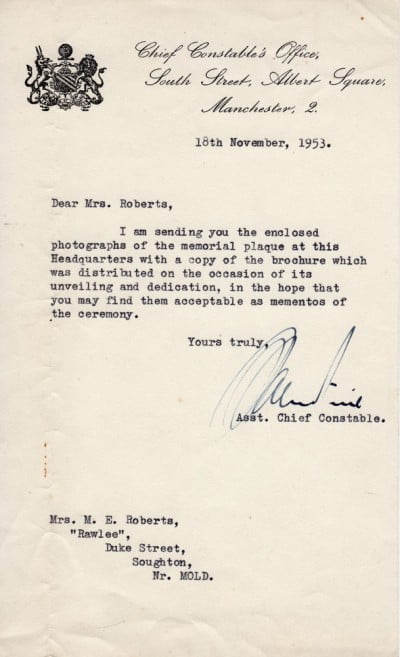 Chief Constable's Office,
South Street, Albert Square,
Manchester, 2.
18th November, 1953.
Dear Mrs. Roberts,
I am sending you the enclosed
photographs of the memorial plaque at this
Headquarters with a copy of the brochure which
was distributed on the occasion of its
unveiling and dedication, in the hope that
you may find them acceptable as mementos of
the ceremony.
Yours truly,
Asst. Chief Constable.
Mrs. M. E. Roberts,
"Rawlee",
Duke Street,
Soughton,
Nr. MOLD.